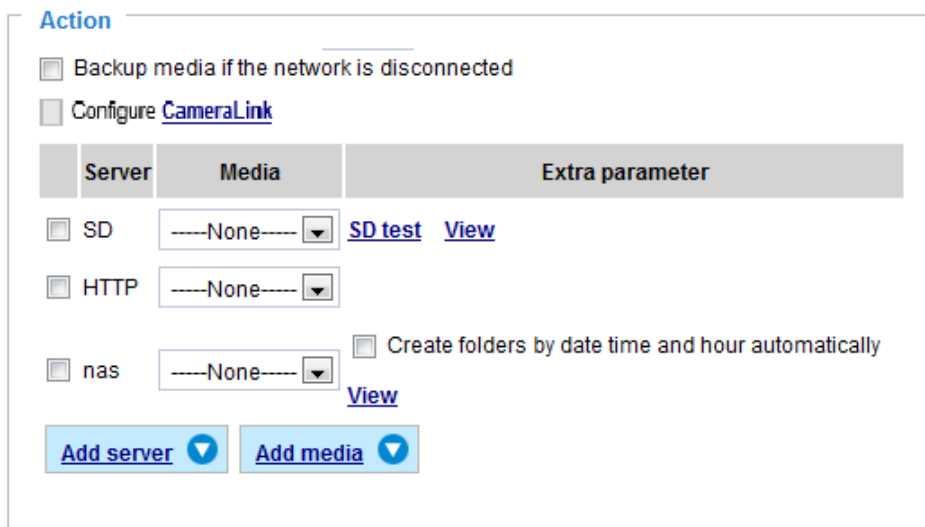 Action
Backup media if the network is disconnected
Configure CameraLink
Server Media Extra parameter
SD -----None----- SD test View
HTTP -----None-----
Create folders by date time and hour automatically
nas -----None-----
View
Add server Add media